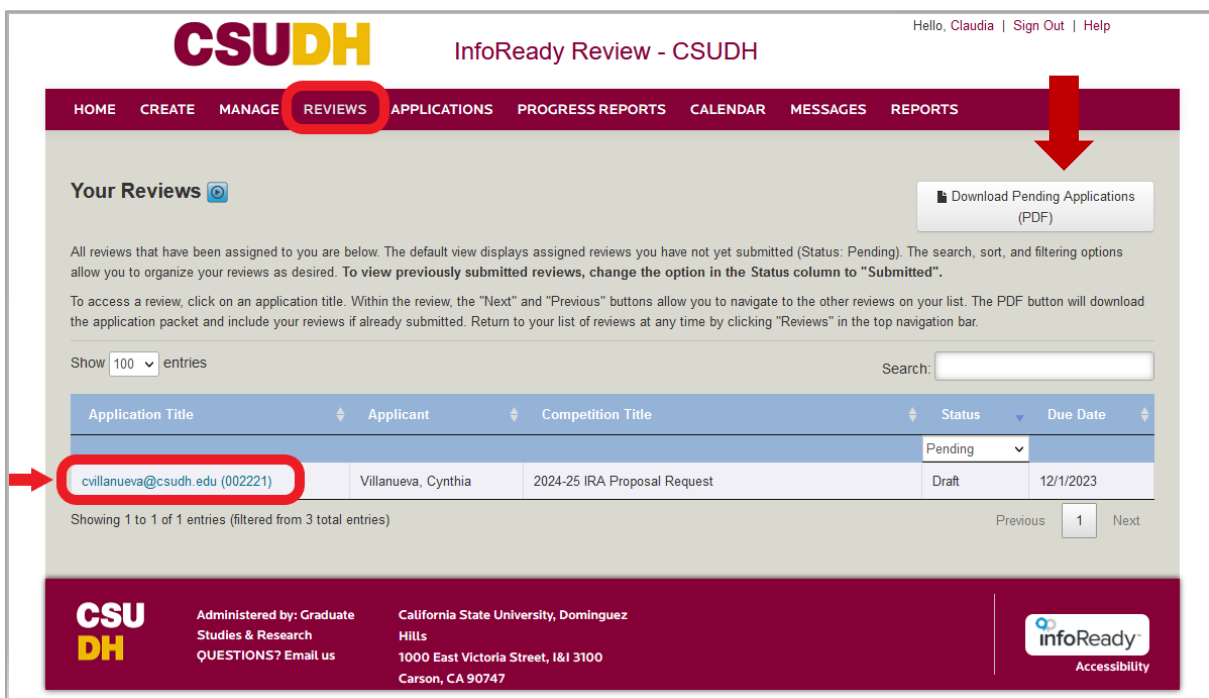 CSUDH
InfoReady Review - CSUDH
Hello, Claudia | Sign Out | Help
HOME CREATE MANAGE REVIEWS APPLICATIONS PROGRESS REPORTS CALENDAR MESSAGES REPORTS
Your Reviews
Download Pending Applications
(PDF)
All reviews that have been assigned to you are below. The default view displays assigned reviews you have not yet submitted (Status: Pending). The search, sort, and filtering options
allow you to organize your reviews as desired. To view previously submitted reviews, change the option in the Status column to "Submitted".
To access a review, click on an application title. Within the review, the "Next" and "Previous" buttons allow you to navigate to the other reviews on your list. The PDF button will download
the application packet and include your reviews if already submitted. Return to your list of reviews at any time by clicking "Reviews" in the top navigation bar.
Show 100 entries
Search:
Application Title Applicant Competition Title Status Due Date
Pending
cvillanueva@csudh.edu (002221) Villanueva, Cynthia 2024-25 IRA Proposal Request Draft 12/1/2023
Showing 1 to 1 of 1 entries (filtered from 3 total entries)
Previous 1 Next
CSU
DH
Administered by: Graduate
Studies & Research
QUESTIONS? Email us
California State University, Dominguez
Hills
1000 East Victoria Street, I&I 3100
Carson, CA 90747
infoReady
Accessibility